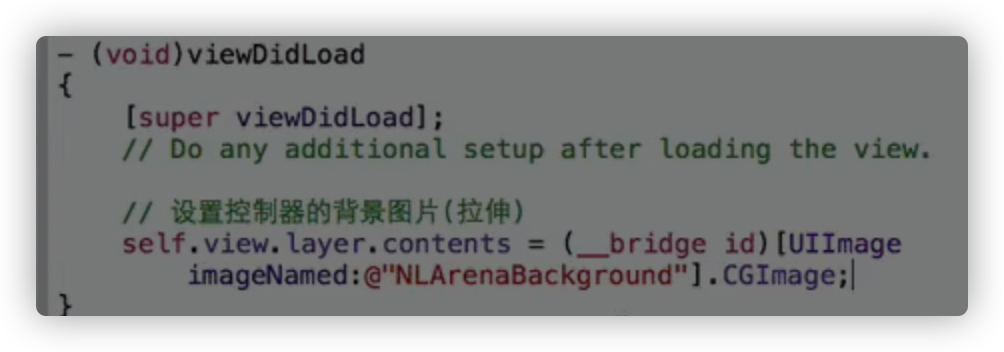 - (void)viewDidLoad
{
[super viewDidLoad];
// Do any additional setup after loading the view.
// 设置控制器的背景图片(拉伸)
self.view.layer.contents = (__bridge id)[UIImage
imageNamed:@"NLArenaBackground"].CGImage;
}